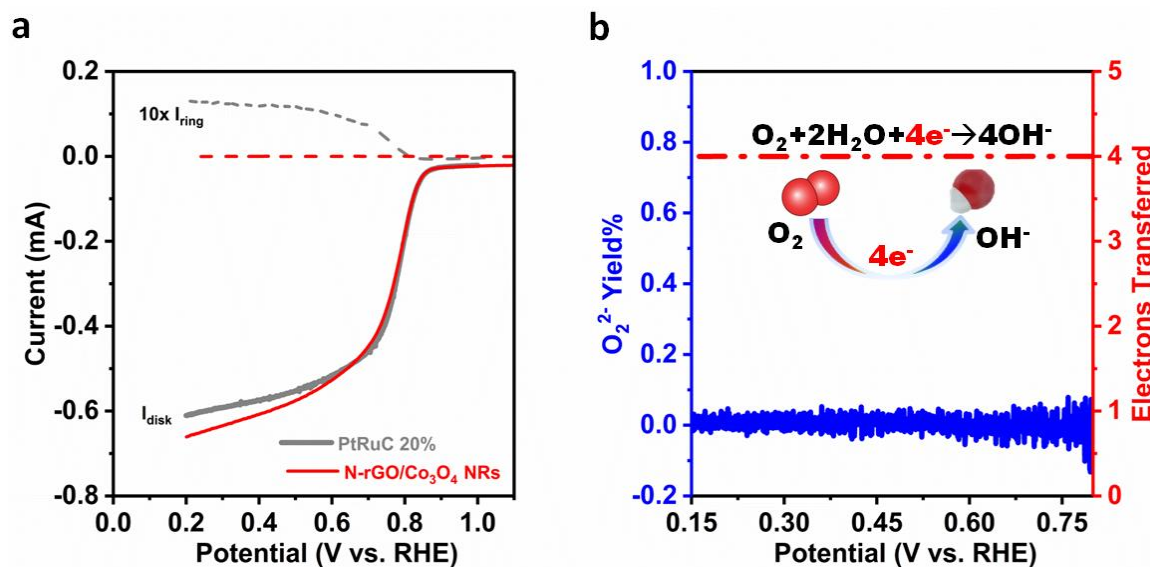 a
0.2
0.0
-0.2
-0.4
-0.6
-0.8
Current (mA)
10x I_ring
I_disk
PtRuC 20%
N-rGO/Co₃O₄ NRs
0.0 0.2 0.4 0.6 0.8 1.0
Potential (V vs. RHE)
b
1.0
0.8
0.6
0.4
0.2
0.0
-0.2
O₂²⁻ Yield%
O₂+2H₂O+4e⁻→4OH⁻
O₂
4e⁻
OH⁻
5
4
3
2
1
0
Electrons Transferred
0.15 0.30 0.45 0.60 0.75
Potential (V vs. RHE)